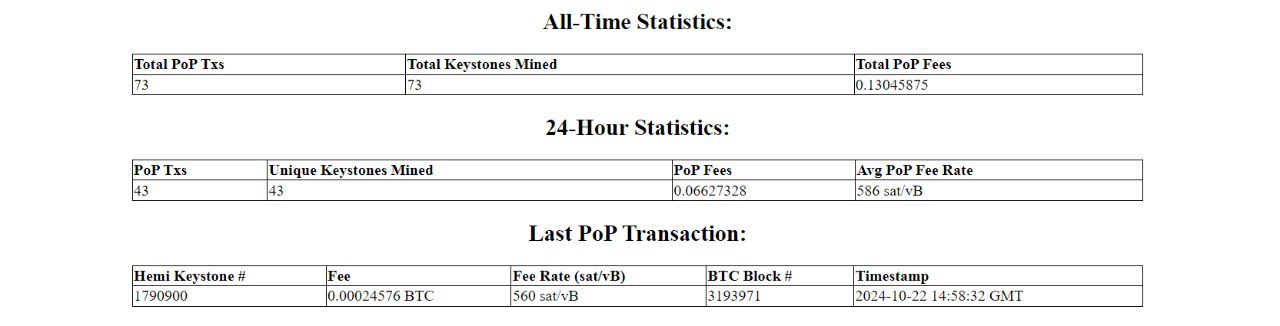 All-Time Statistics:
Total PoP Txs Total Keystones Mined Total PoP Fees
73 73 0.13045875
24-Hour Statistics:
PoP Txs Unique Keystones Mined PoP Fees Avg PoP Fee Rate
43 43 0.06627328 586 sat/vB
Last PoP Transaction:
Hemi Keystone # Fee Fee Rate (sat/vB) BTC Block # Timestamp
1790900 0.00024576 BTC 560 sat/vB 3193971 2024-10-22 14:58:32 GMT